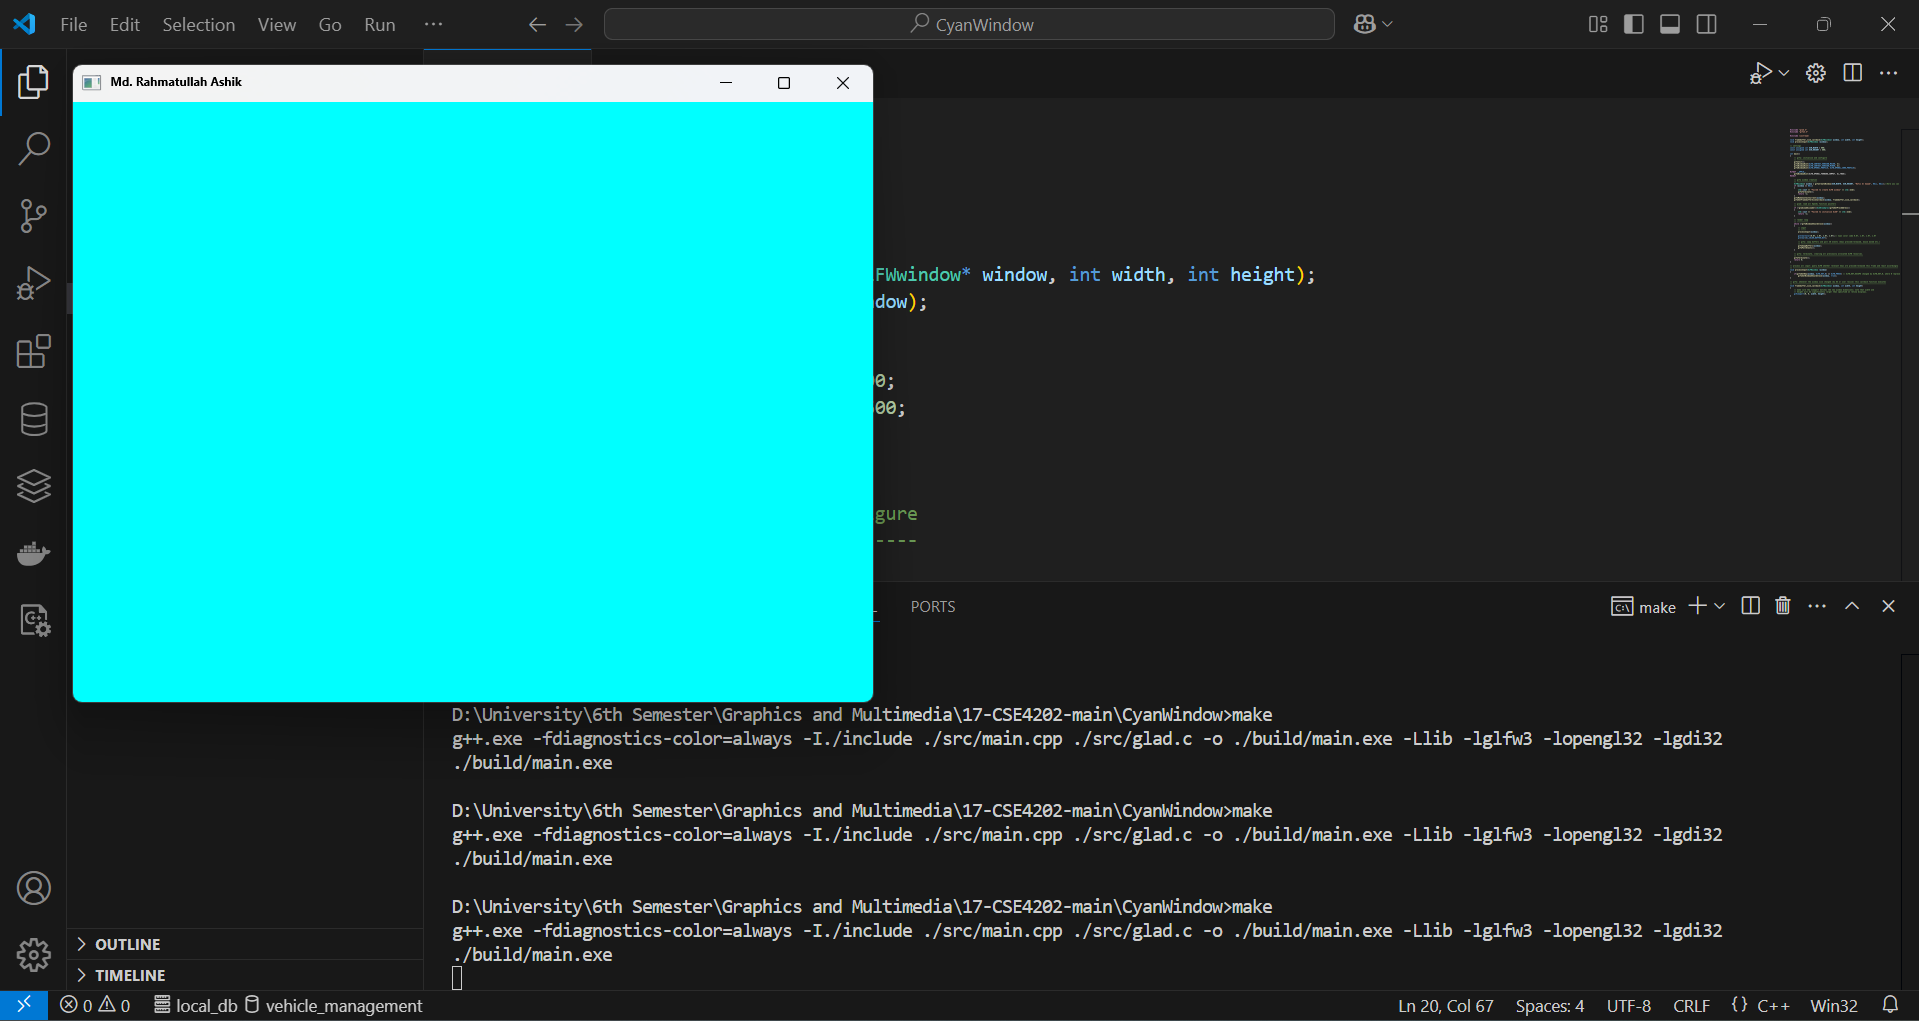 File Edit Selection View Go Run ···
CyanWindow
Md. Rahmatullah Ashik
FWwindow* window, int width, int height);
dow);
0;
00;
gure
----
PORTS
make
D:\University\6th Semester\Graphics and Multimedia\17-CSE4202-main\CyanWindow>make
g++.exe -fdiagnostics-color=always -I./include ./src/main.cpp ./src/glad.c -o ./build/main.exe -Llib -lglfw3 -lopengl32 -lgdi32
./build/main.exe
D:\University\6th Semester\Graphics and Multimedia\17-CSE4202-main\CyanWindow>make
g++.exe -fdiagnostics-color=always -I./include ./src/main.cpp ./src/glad.c -o ./build/main.exe -Llib -lglfw3 -lopengl32 -lgdi32
./build/main.exe
D:\University\6th Semester\Graphics and Multimedia\17-CSE4202-main\CyanWindow>make
g++.exe -fdiagnostics-color=always -I./include ./src/main.cpp ./src/glad.c -o ./build/main.exe -Llib -lglfw3 -lopengl32 -lgdi32
./build/main.exe
OUTLINE
TIMELINE
0 0 local_db vehicle_management Ln 20, Col 67 Spaces: 4 UTF-8 CRLF {} C++ Win32